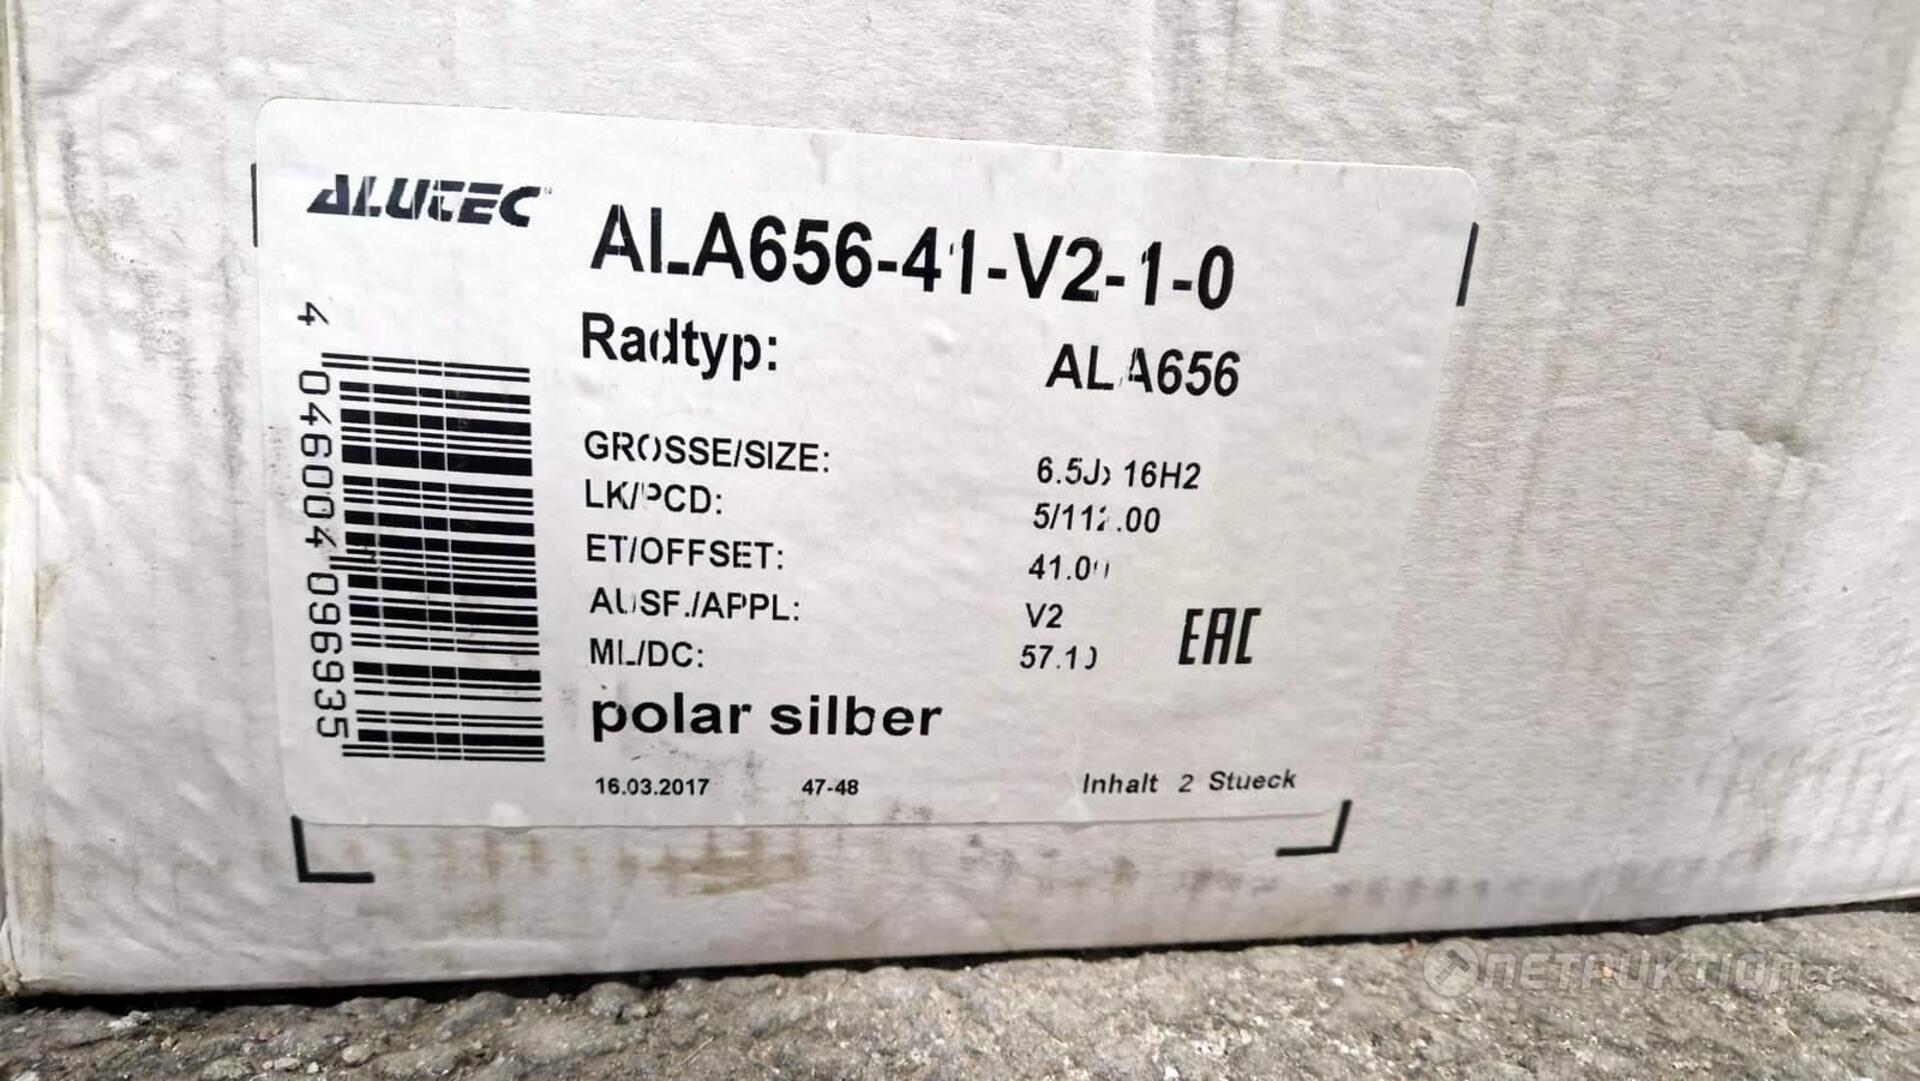 ALUTEC
ALA656-41-V2-1-0
Radtyp: ALA656
GROSSE/SIZE: 6.5Jx16H2
LK/PCD: 5/112.00
ET/OFFSET: 41.00
AUSF./APPL: V2
ML/DC: 57.10
EAC
polar silber
16.03.2017 47-48 Inhalt 2 Stueck
4 046004 096935